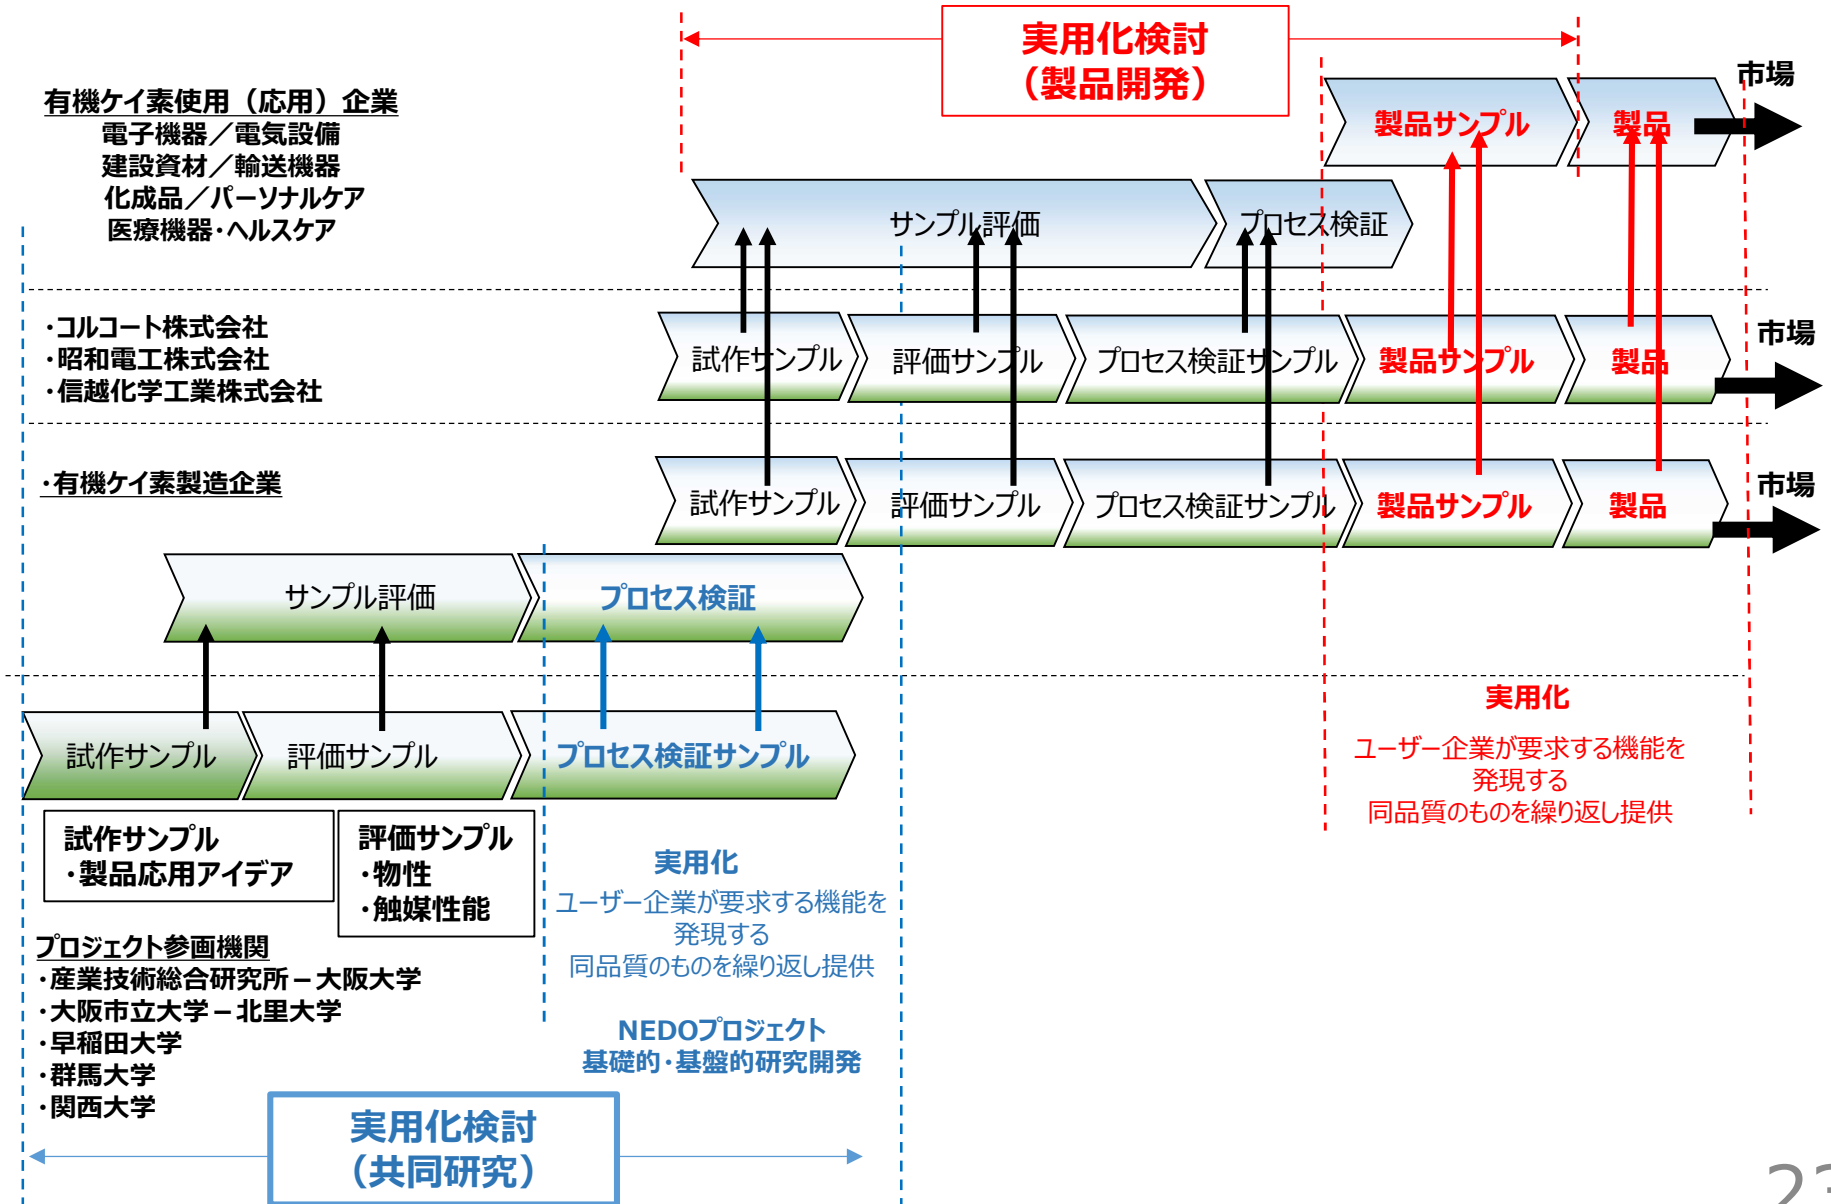 実用化検討
（製品開発）
市場
有機ケイ素使用（応用）企業
電子機器／電気設備
建設資材／輸送機器
化成品／パーソナルケア
医療機器・ヘルスケア
製品サンプル
製品
サンプル評価
プロセス検証
・コルコート株式会社
・昭和電工株式会社
・信越化学工業株式会社
試作サンプル
評価サンプル
プロセス検証サンプル
製品サンプル
製品
市場
・有機ケイ素製造企業
試作サンプル
評価サンプル
プロセス検証サンプル
製品サンプル
製品
市場
サンプル評価
プロセス検証
試作サンプル
評価サンプル
プロセス検証サンプル
実用化
ユーザー企業が要求する機能を
発現する
同品質のものを繰り返し提供
試作サンプル
・製品応用アイデア
評価サンプル
・物性
・触媒性能
実用化
ユーザー企業が要求する機能を
発現する
同品質のものを繰り返し提供
NEDOプロジェクト
基礎的・基盤的研究開発
プロジェクト参画機関
・産業技術総合研究所－大阪大学
・大阪市立大学－北里大学
・早稲田大学
・群馬大学
・関西大学
実用化検討
（共同研究）
23